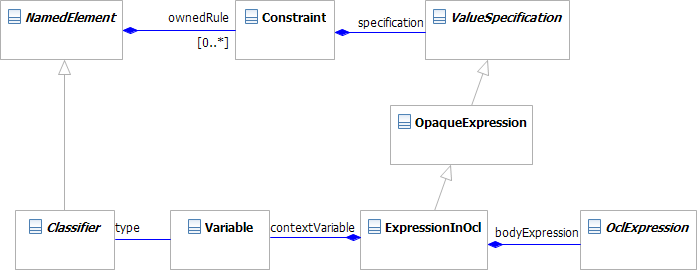 NamedElement
ownedRule
[0..*]
Constraint
specification
ValueSpecification
OpaqueExpression
Classifier
type
Variable
contextVariable
ExpressionInOcl
bodyExpression
OclExpression